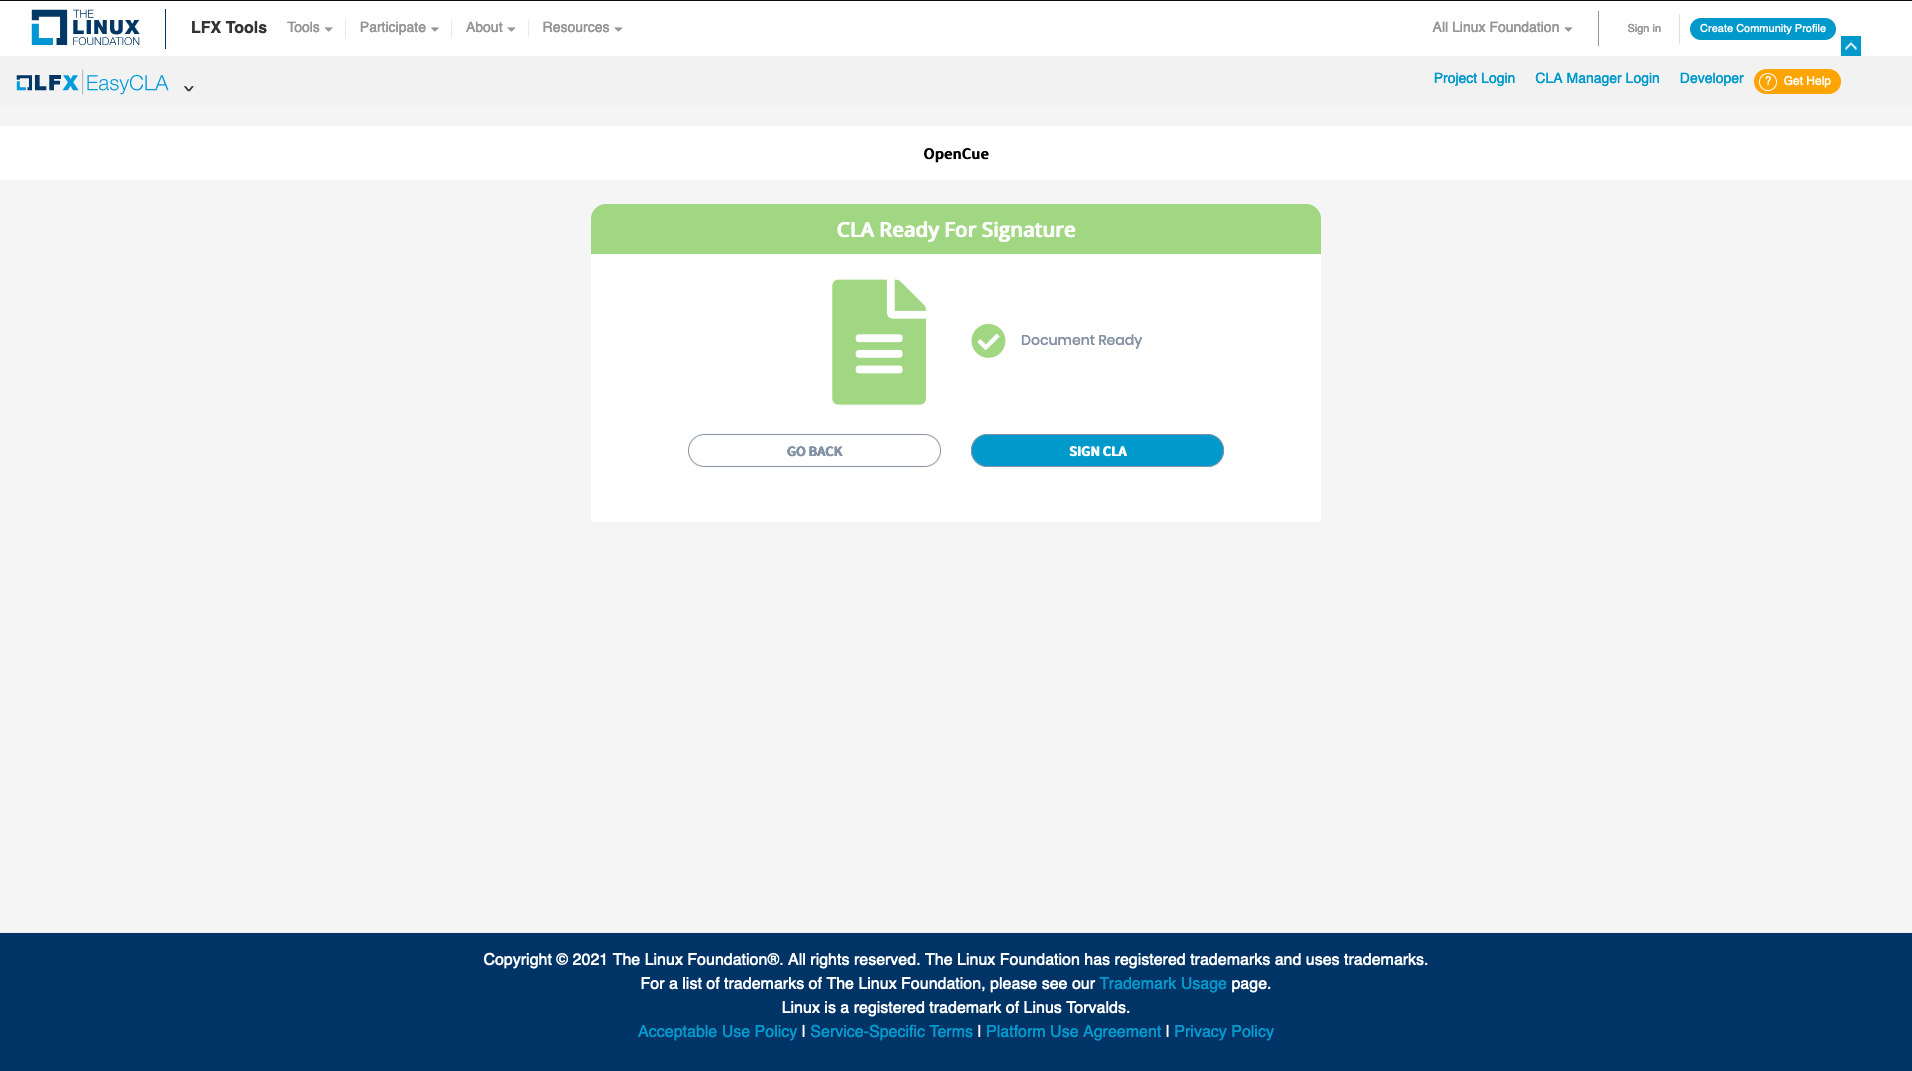 THE
LINUX
FOUNDATION
LFX Tools
Tools
Participate
About
Resources
All Linux Foundation
Sign in
Create Community Profile
LFX | EasyCLA
Project Login
CLA Manager Login
Developer
? Get Help
OpenCue
CLA Ready For Signature
Document Ready
GO BACK
SIGN CLA
Copyright © 2021 The Linux Foundation®. All rights reserved. The Linux Foundation has registered trademarks and uses trademarks.
For a list of trademarks of The Linux Foundation, please see our Trademark Usage page.
Linux is a registered trademark of Linus Torvalds.
Acceptable Use Policy | Service-Specific Terms | Platform Use Agreement | Privacy Policy